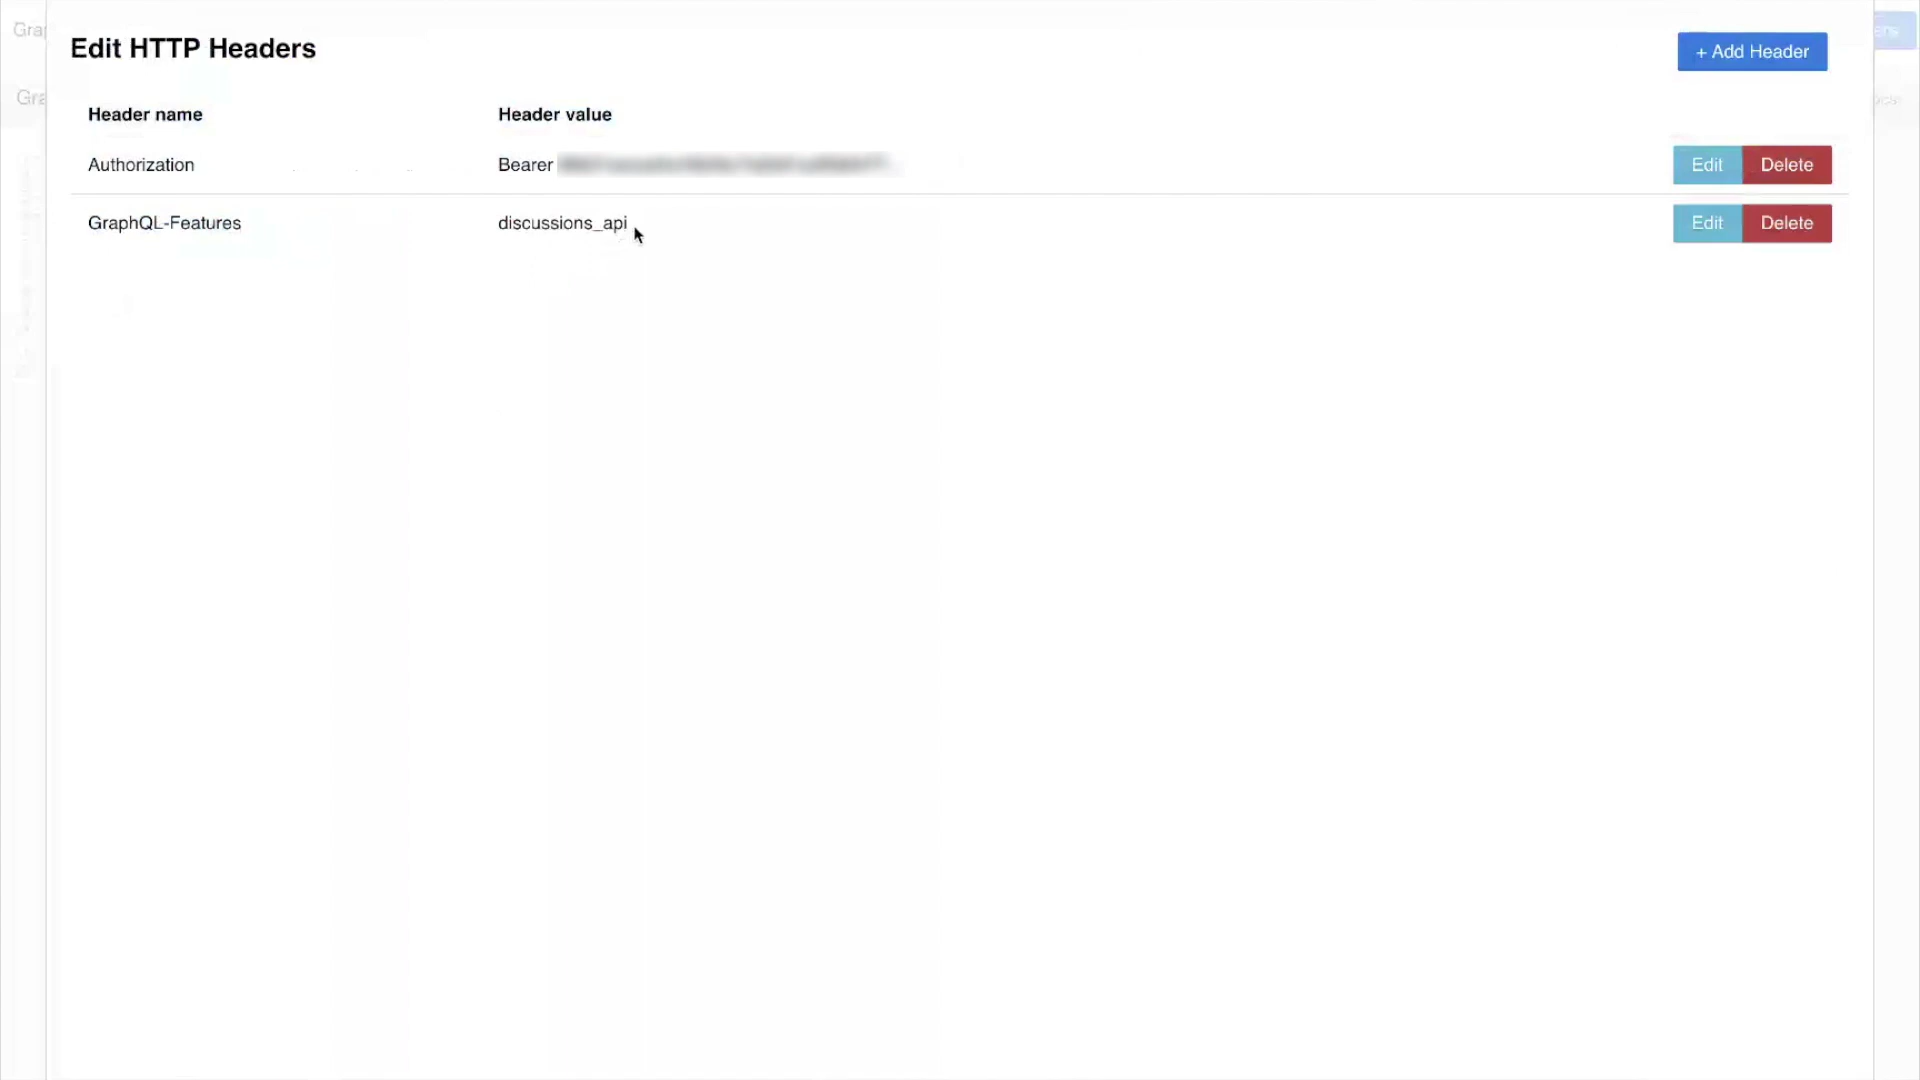 Edit HTTP Headers
+ Add Header
Header name Header value
Authorization Bearer Edit Delete
GraphQL-Features discussions_api Edit Delete